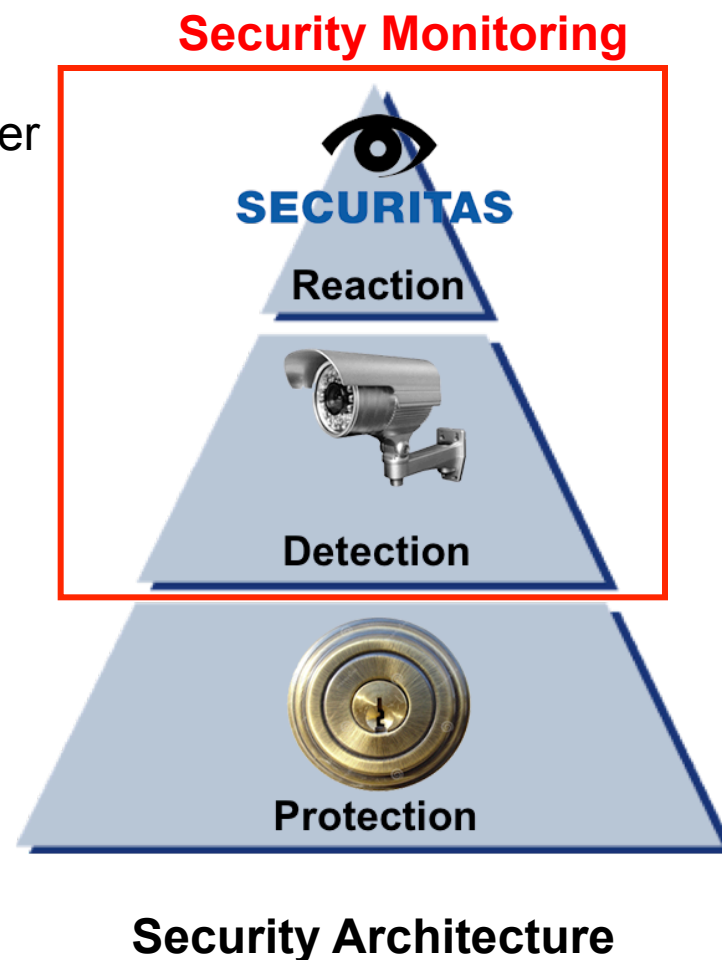 Security Monitoring
er
SECURITAS
Reaction
Detection
Protection
Security Architecture